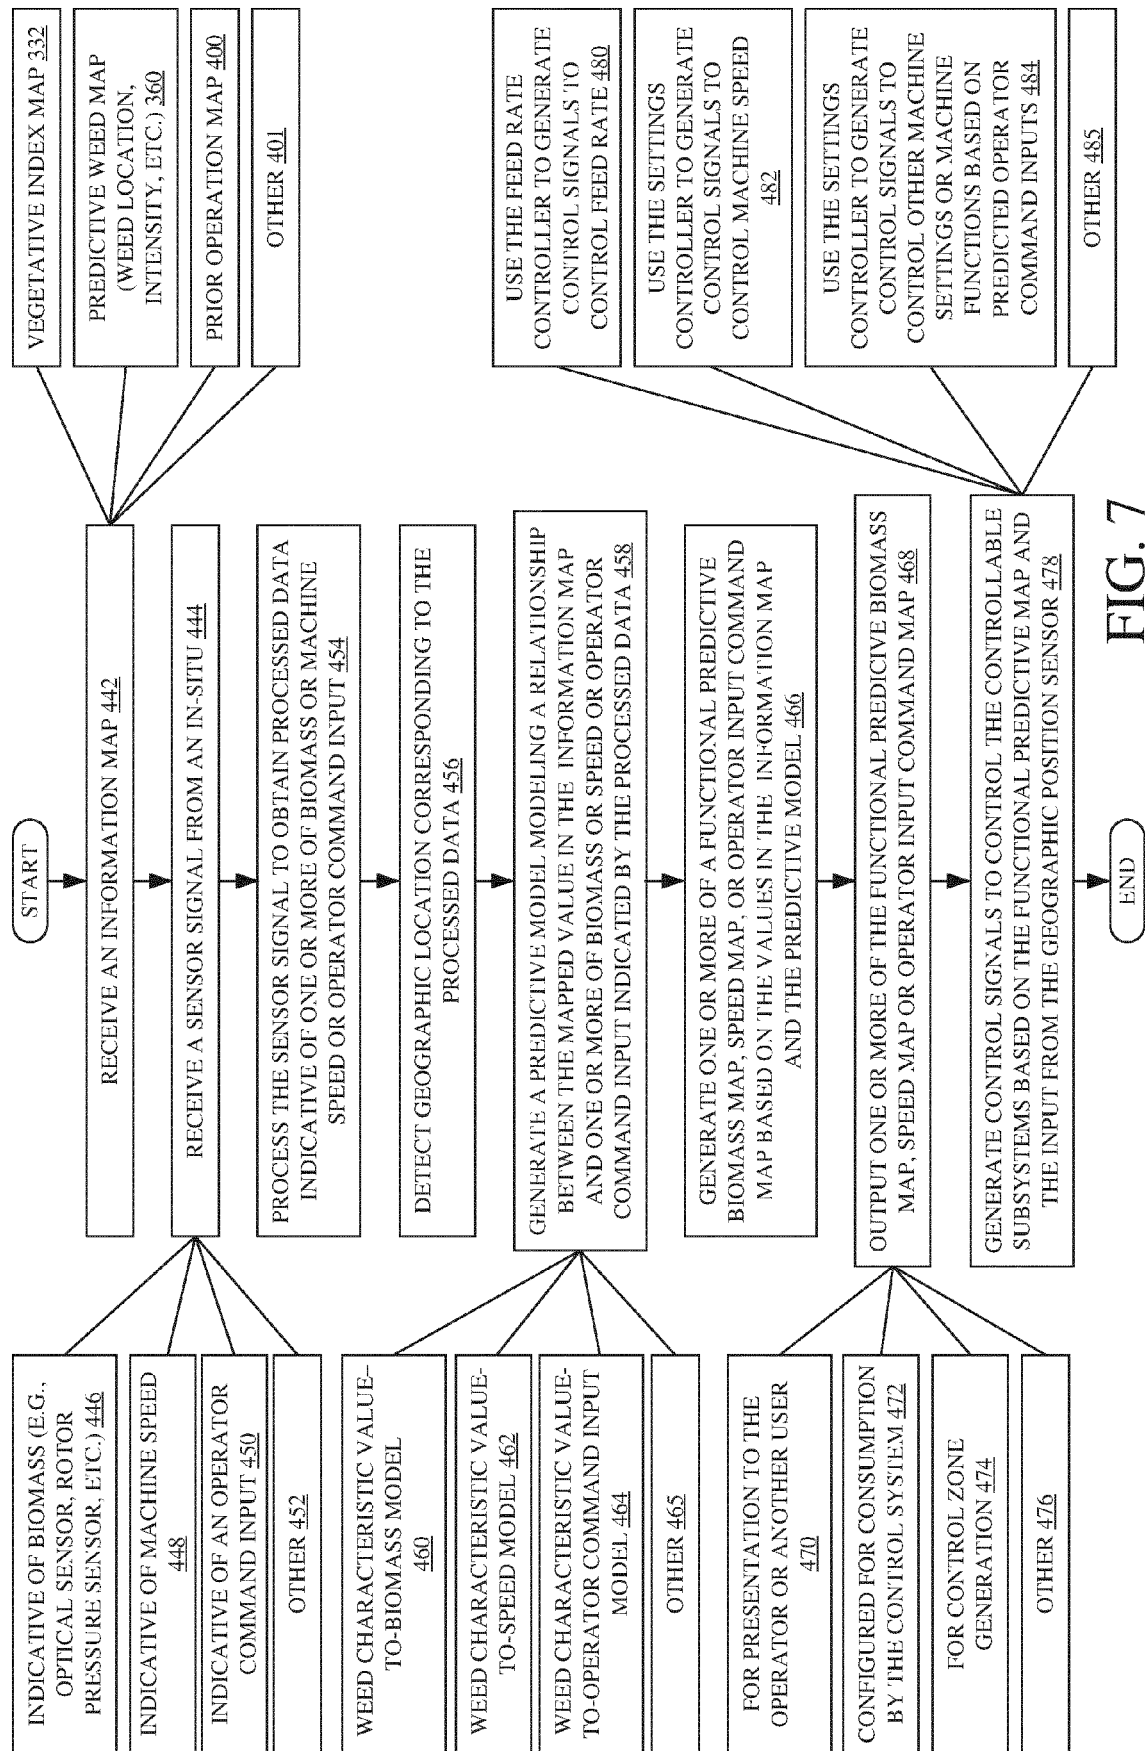 START
RECEIVE AN INFORMATION MAP 442
VEGETATIVE INDEX MAP 332
PREDICTIVE WEED MAP
(WEED LOCATION,
INTENSITY, ETC.) 360
PRIOR OPERATION MAP 400
OTHER 401
RECEIVE A SENSOR SIGNAL FROM AN IN-SITU 444
INDICATIVE OF BIOMASS (E.G.,
OPTICAL SENSOR, ROTOR
PRESSURE SENSOR, ETC.) 446
INDICATIVE OF MACHINE SPEED
448
INDICATIVE OF AN OPERATOR
COMMAND INPUT 450
OTHER 452
PROCESS THE SENSOR SIGNAL TO OBTAIN PROCESSED DATA
INDICATIVE OF ONE OR MORE OF BIOMASS OR MACHINE
SPEED OR OPERATOR COMMAND INPUT 454
DETECT GEOGRAPHIC LOCATION CORRESPONDING TO THE
PROCESSED DATA 456
GENERATE A PREDICTIVE MODEL MODELING A RELATIONSHIP
BETWEEN THE MAPPED VALUE IN THE INFORMATION MAP
AND ONE OR MORE OF BIOMASS OR SPEED OR OPERATOR
COMMAND INPUT INDICATED BY THE PROCESSED DATA 458
WEED CHARACTERISTIC VALUE–
TO-BIOMASS MODEL
460
WEED CHARACTERISTIC VALUE-
TO-SPEED MODEL 462
WEED CHARACTERISTIC VALUE-
TO-OPERATOR COMMAND INPUT
MODEL 464
OTHER 465
GENERATE ONE OR MORE OF A FUNCTIONAL PREDICTIVE
BIOMASS MAP, SPEED MAP, OR OPERATOR INPUT COMMAND
MAP BASED ON THE VALUES IN THE INFORMATION MAP
AND THE PREDICTIVE MODEL 466
OUTPUT ONE OR MORE OF THE FUNCTIONAL PREDICIVE BIOMASS
MAP, SPEED MAP OR OPERATOR INPUT COMMAND MAP 468
FOR PRESENTATION TO THE
OPERATOR OR ANOTHER USER
470
CONFIGURED FOR CONSUMPTION
BY THE CONTROL SYSTEM 472
FOR CONTROL ZONE
GENERATION 474
OTHER 476
GENERATE CONTROL SIGNALS TO CONTROL THE CONTROLLABLE
SUBSYSTEMS BASED ON THE FUNCTIONAL PREDICTIVE MAP AND
THE INPUT FROM THE GEOGRAPHIC POSITION SENSOR 478
USE THE FEED RATE
CONTROLLER TO GENERATE
CONTROL SIGNALS TO
CONTROL FEED RATE 480
USE THE SETTINGS
CONTROLLER TO GENERATE
CONTROL SIGNALS TO
CONTROL MACHINE SPEED
482
USE THE SETTINGS
CONTROLLER TO GENERATE
CONTROL SIGNALS TO
CONTROL OTHER MACHINE
SETTINGS OR MACHINE
FUNCTIONS BASED ON
PREDICTED OPERATOR
COMMAND INPUTS 484
OTHER 485
END
FIG. 7